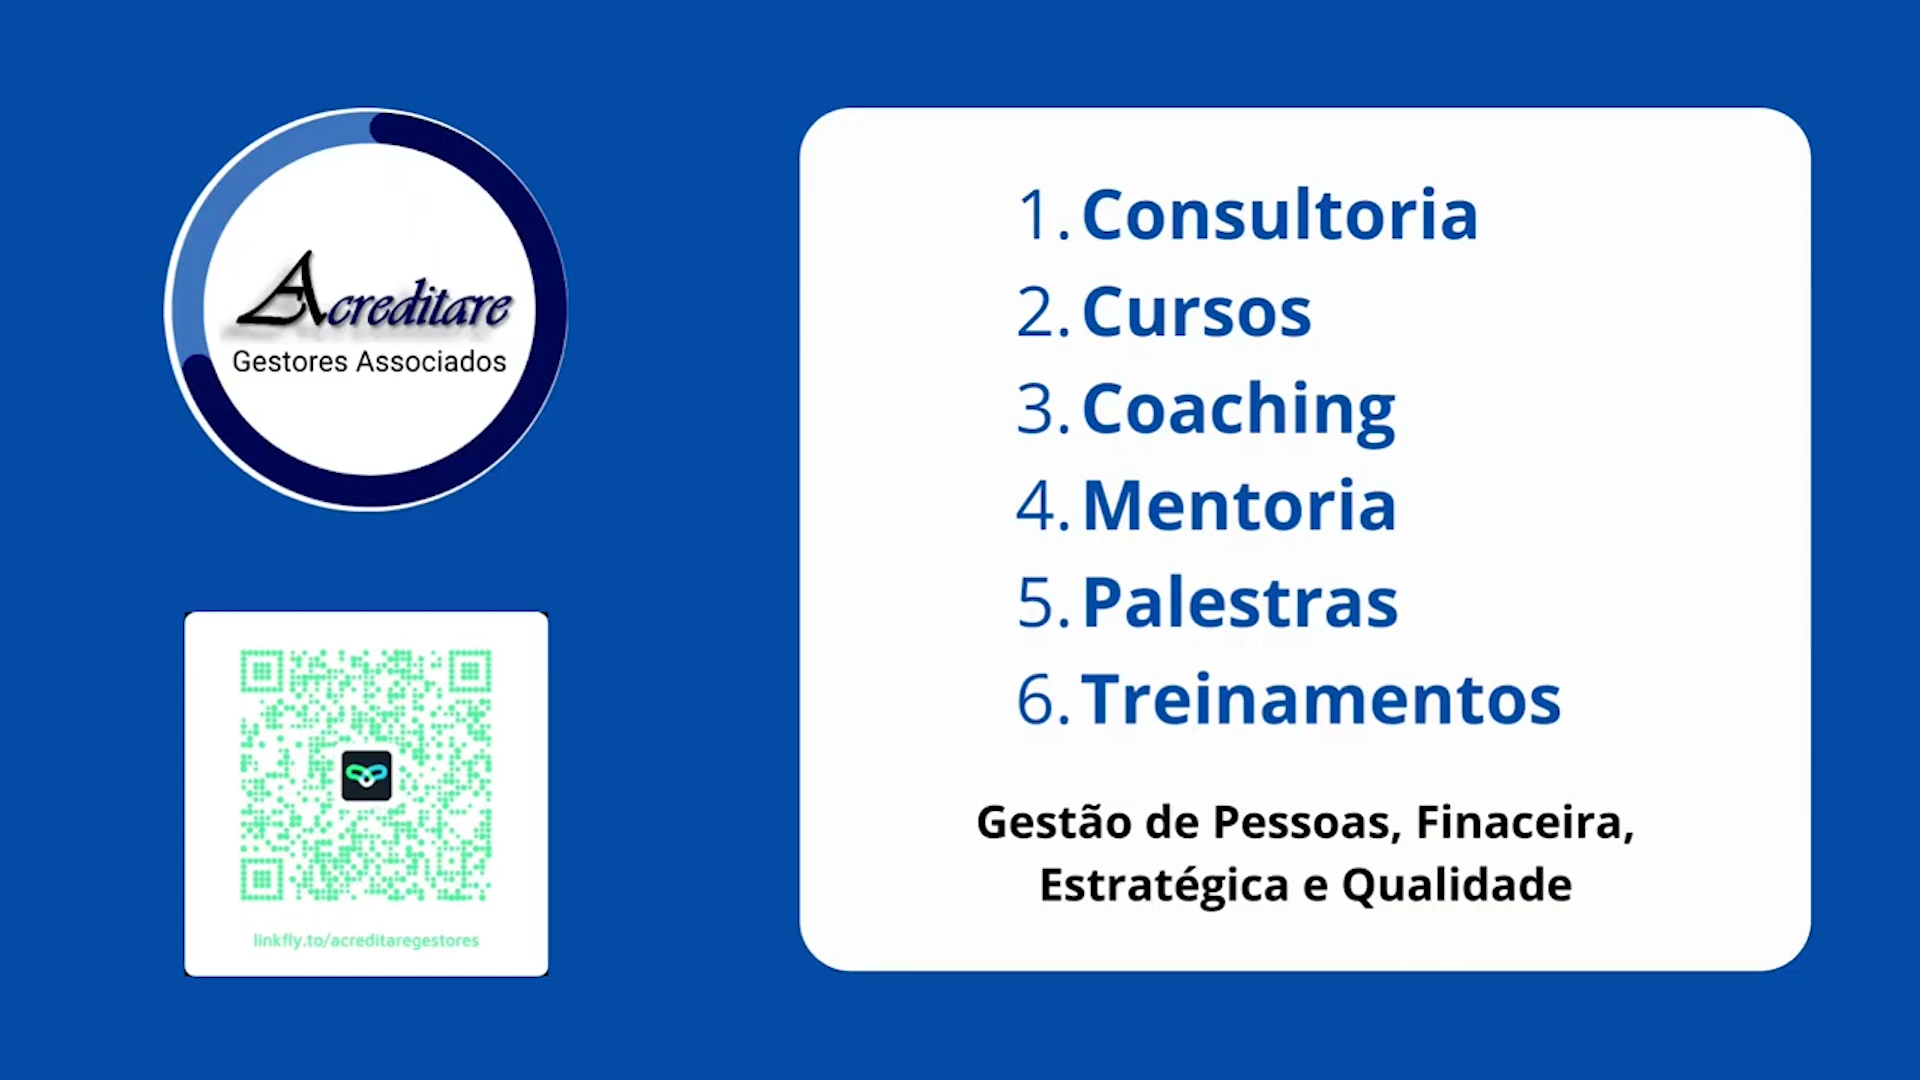 Acreditare
Gestores Associados
linkfly.to/acreditaregestores
1. Consultoria
2. Cursos
3. Coaching
4. Mentoria
5. Palestras
6. Treinamentos
Gestão de Pessoas, Finaceira,
Estratégica e Qualidade